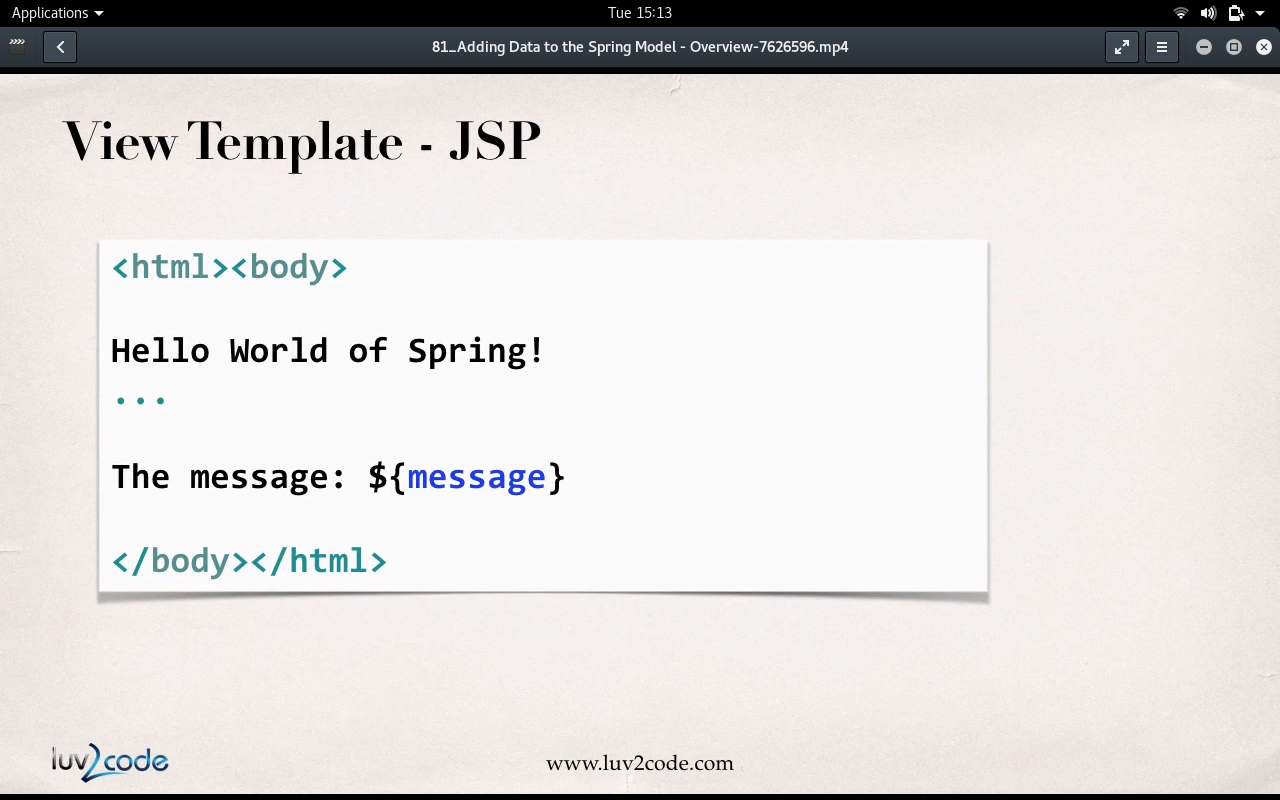 Applications
Tue 15:13
81_Adding Data to the Spring Model - Overview-7626596.mp4
View Template - JSP
<html><body>
Hello World of Spring!
...
The message: ${message}
</body></html>
luv2code
www.luv2code.com